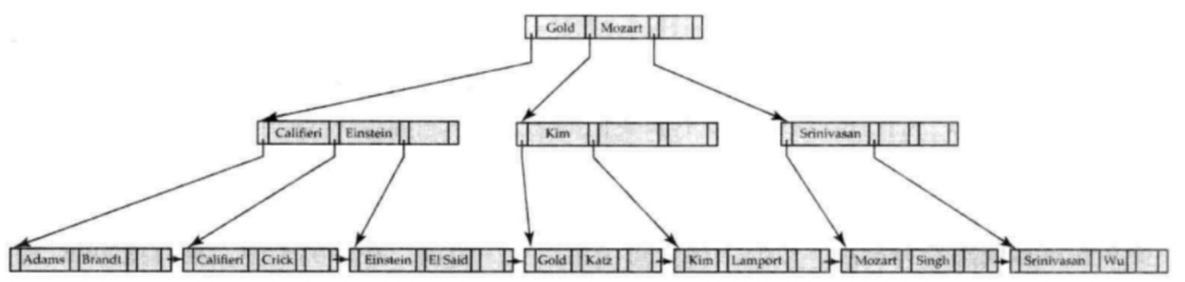 Gold Mozart
Califieri Einstein Kim Srinivasan
Adams Brandt Califieri Crick Einstein El Said Gold Katz Kim Lamport Mozart Singh Srinivasan Wu